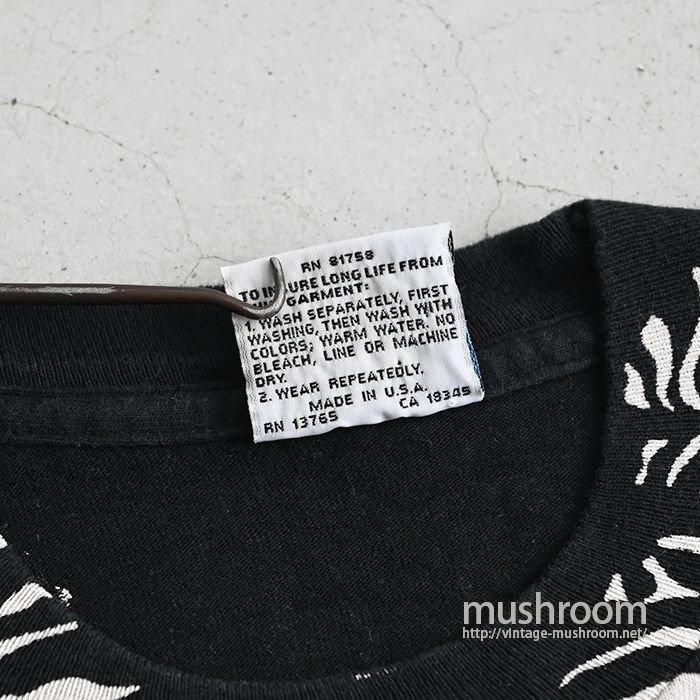 RN 81758
TO IN URE LONG LIFE FROM
GARMENT:
1. WASH SEPARATELY, FIRST
WASHING, THEN WASH WITH
COLORS; WARM WATER. NO
BLEACH, LINE OR MACHINE
DRY.
2. WEAR REPEATEDLY.
MADE IN U.S.A.
RN 13765 CA 19345
mushroom
http://vintage-mushroom.net/